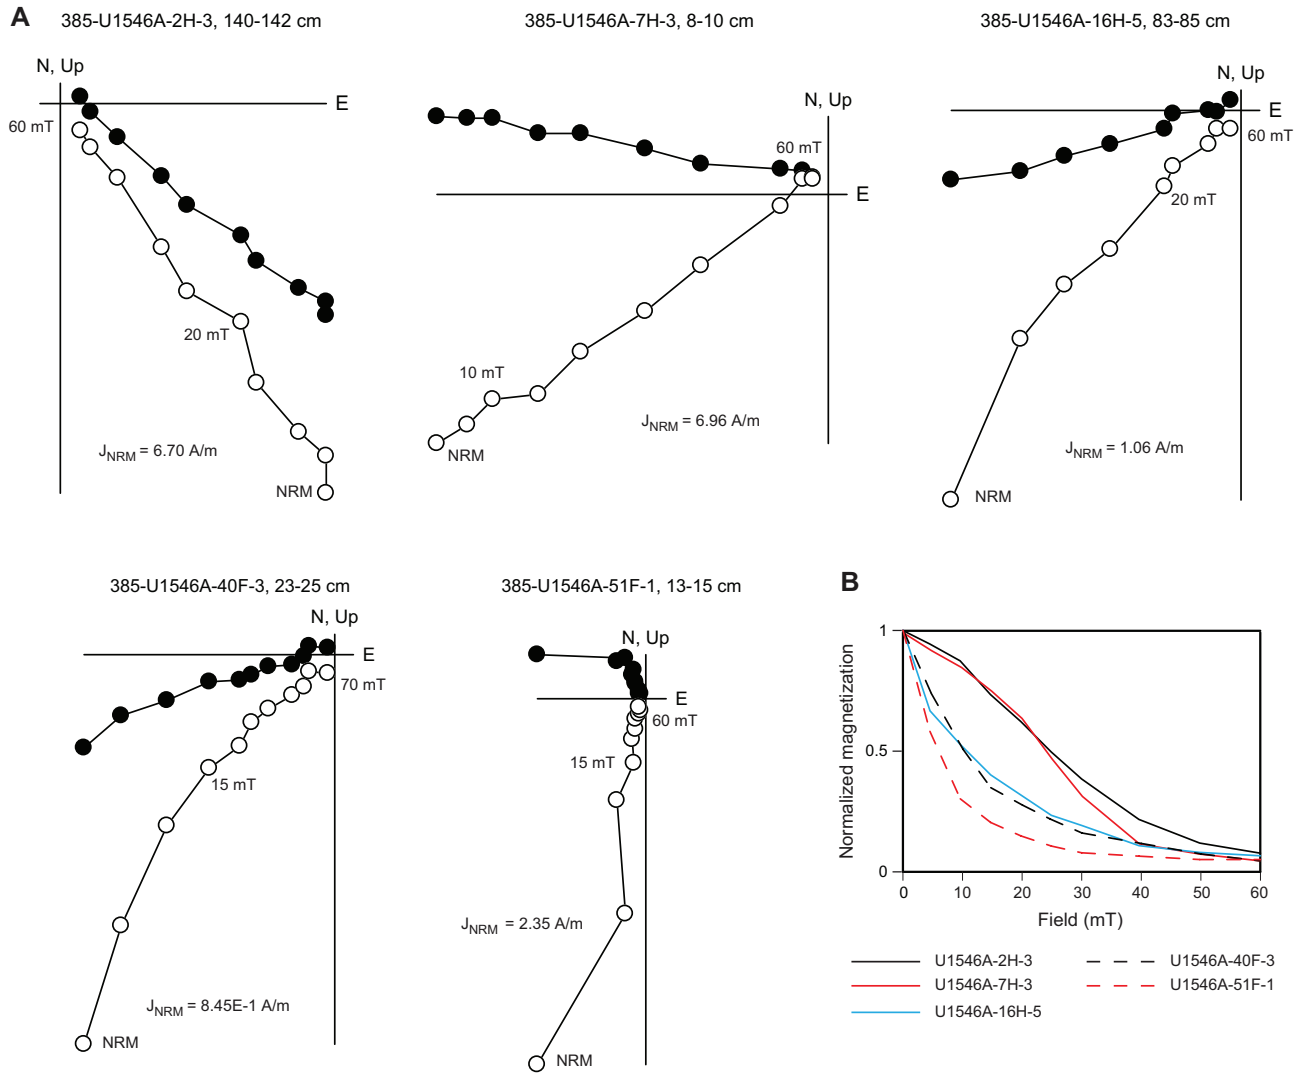 A
385-U1546A-2H-3, 140-142 cm
N, Up
E
60 mT
20 mT
J_NRM = 6.70 A/m
NRM
385-U1546A-7H-3, 8-10 cm
N, Up
60 mT
E
10 mT
J_NRM = 6.96 A/m
NRM
385-U1546A-16H-5, 83-85 cm
N, Up
E
60 mT
20 mT
J_NRM = 1.06 A/m
NRM
385-U1546A-40F-3, 23-25 cm
N, Up
E
70 mT
15 mT
J_NRM = 8.45E-1 A/m
NRM
385-U1546A-51F-1, 13-15 cm
N, Up
E
60 mT
15 mT
J_NRM = 2.35 A/m
NRM
B
Normalized magnetization
1
0.5
0
0 10 20 30 40 50 60
Field (mT)
U1546A-2H-3
U1546A-7H-3
U1546A-16H-5
U1546A-40F-3
U1546A-51F-1